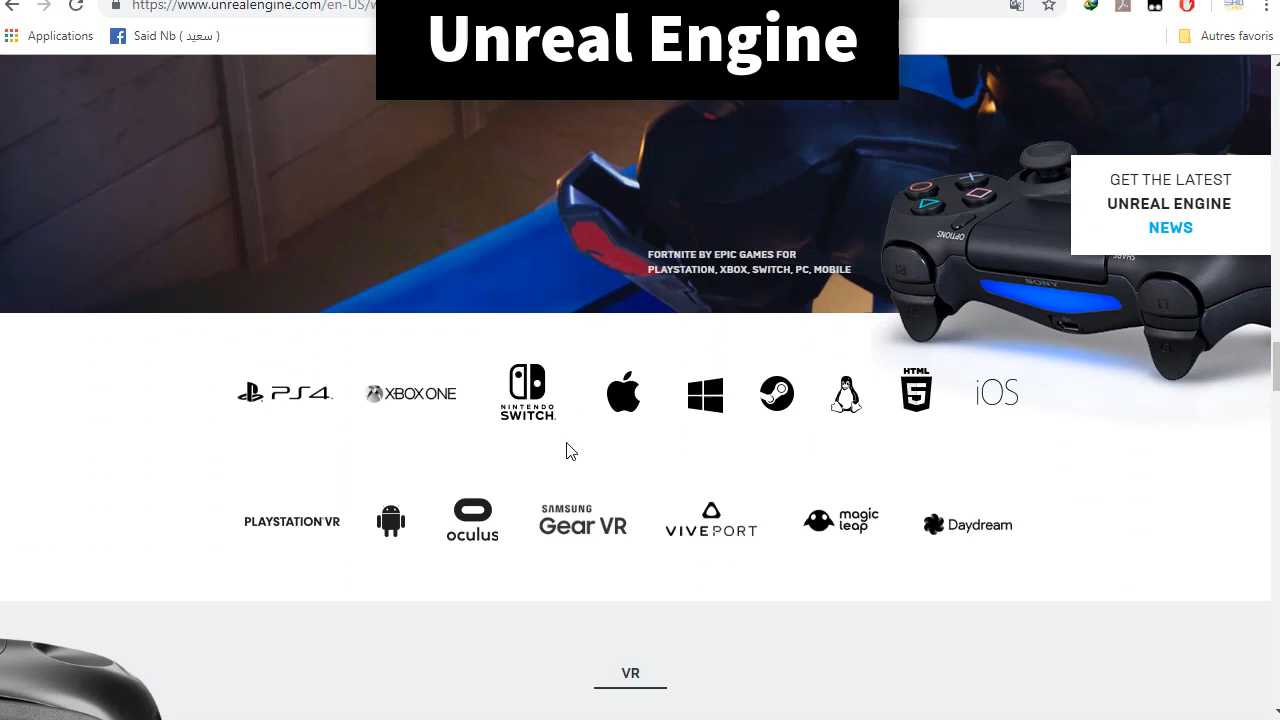 https://www.unrealengine.com/en-US/
Unreal Engine
Applications
Said Nb ( سعيد )
Autres favoris
GET THE LATEST
UNREAL ENGINE
NEWS
OPTIONS
SHARE
SONY
FORTNITE BY EPIC GAMES FOR
PLAYSTATION, XBOX, SWITCH, PC, MOBILE
PS4
XBOX ONE
NINTENDO
SWITCH
HTML
5
iOS
PLAYSTATION®VR
oculus
SAMSUNG
Gear VR
VIVEPORT
magic
leap
Daydream
VR